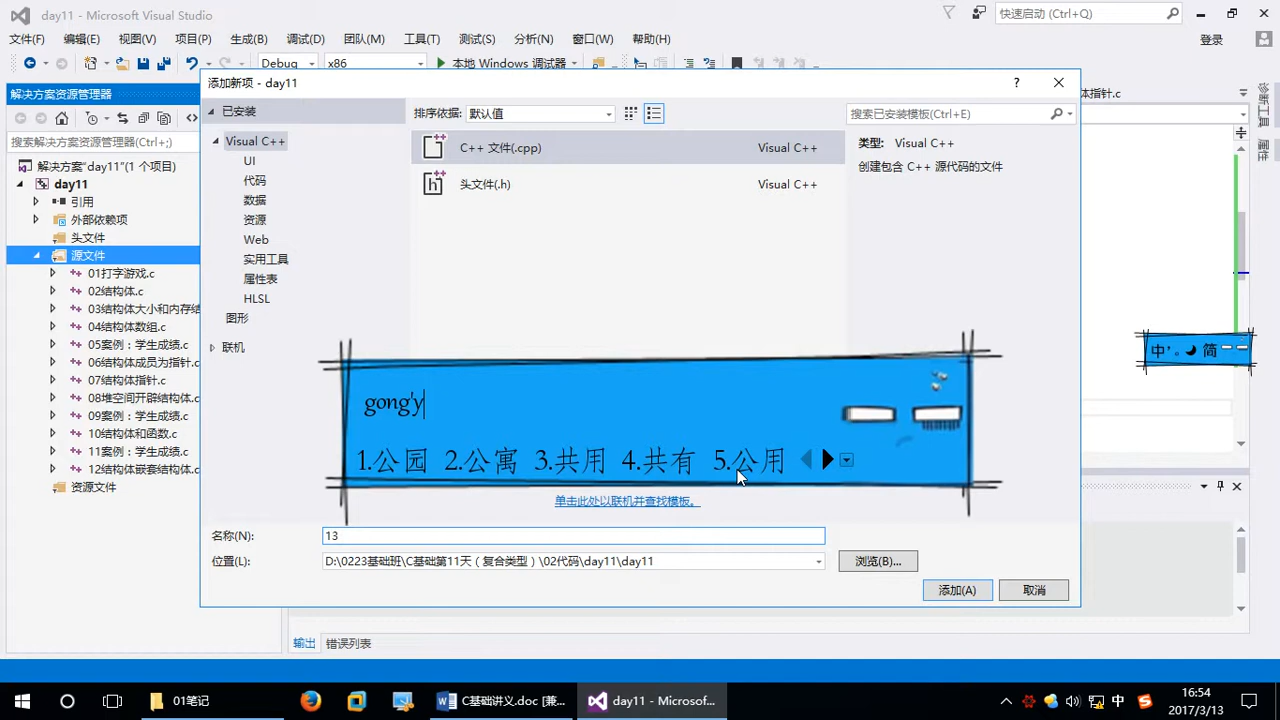 day11 - Microsoft Visual Studio
快速启动 (Ctrl+Q)
文件(F) 编辑(E) 视图(V) 项目(P) 生成(B) 调试(D) 团队(M) 工具(T) 测试(S) 分析(N) 窗口(W) 帮助(H)
登录
Debug x86 本地 Windows 调试器
解决方案资源管理器
搜索解决方案资源管理器(Ctrl+;)
解决方案"day11"(1 个项目)
day11
引用
外部依赖项
头文件
源文件
01打字游戏.c
02结构体.c
03结构体大小和内存结
04结构体数组.c
05案例:学生成绩.c
06结构体成员为指针.c
07结构体指针.c
08堆空间开辟结构体.c
09案例:学生成绩.c
10结构体和函数.c
11案例:学生成绩.c
12结构体嵌套结构体.c
资源文件
添加新项 - day11
已安装
Visual C++
UI
代码
数据
资源
Web
实用工具
属性表
HLSL
图形
联机
排序依据: 默认值
搜索已安装模板(Ctrl+E)
C++ 文件(.cpp) Visual C++
头文件(.h) Visual C++
类型: Visual C++
创建包含 C++ 源代码的文件
gong'y
1.公园 2.公寓 3.共用 4.共有 5.公用
单击此处以联机并查找模板。
名称(N): 13
位置(L): D:\0223基础班\C基础第11天(复合类型)\02代码\day11\day11
浏览(B)...
添加(A) 取消
体指针.c
诊断工具
属性
中 简
输出 错误列表
01笔记
C基础讲义.doc [兼...
day11 - Microsof...
中
16:54
2017/3/13